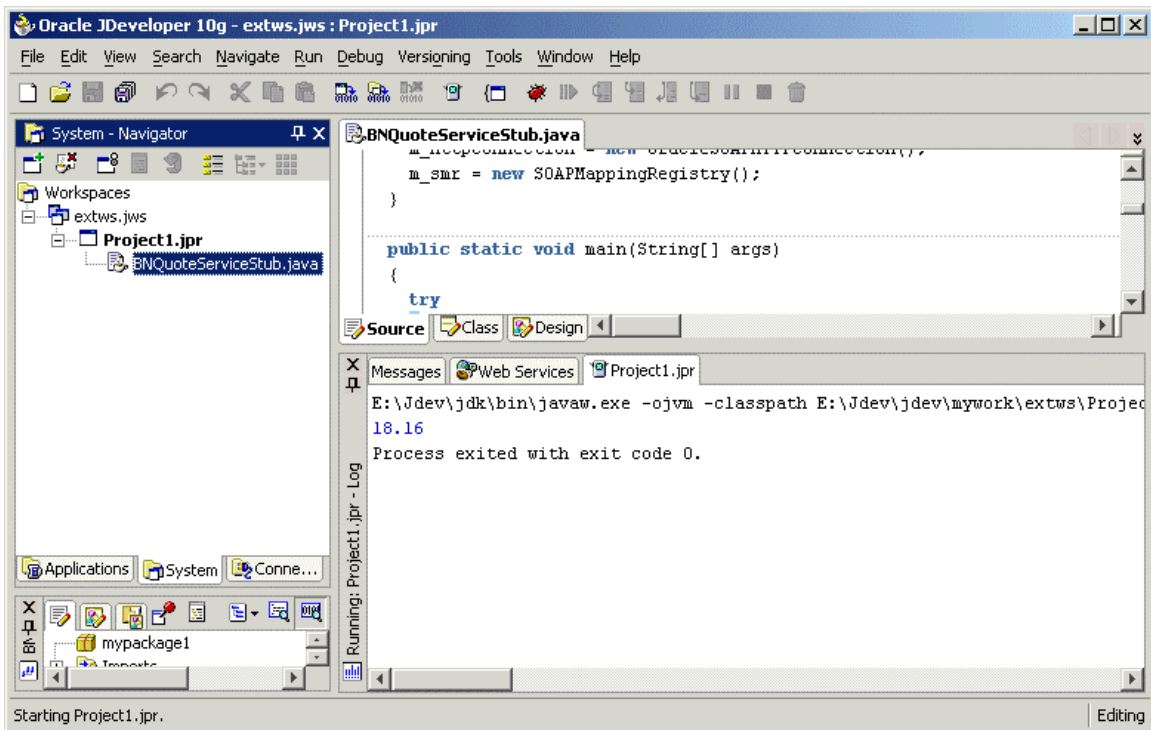 Oracle JDeveloper 10g - extws.jws : Project1.jpr
File Edit View Search Navigate Run Debug Versioning Tools Window Help
System - Navigator
Workspaces
extws.jws
Project1.jpr
BNQuoteServiceStub.java
Applications System Conne...
mypackage1
Imports
BNQuoteServiceStub.java
m_httpConnection = new OracleSOAPHTTPConnection();
m_smr = new SOAPMappingRegistry();
}
public static void main(String[] args)
{
try
Source Class Design
Messages Web Services Project1.jpr
E:\Jdev\jdk\bin\javaw.exe -ojvm -classpath E:\Jdev\jdev\mywork\extws\Projec
18.16
Process exited with exit code 0.
Running: Project1.jpr - Log
Starting Project1.jpr.
Editing